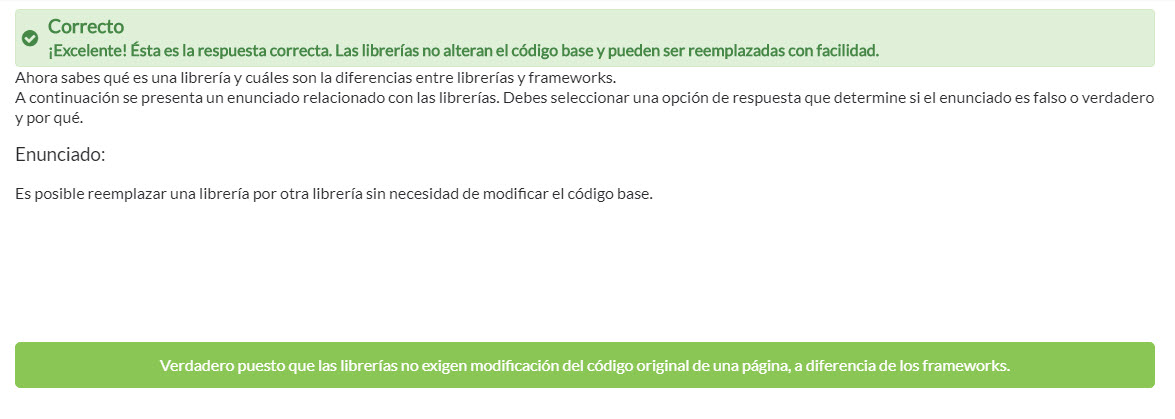 Correcto
¡Excelente! Ésta es la respuesta correcta. Las librerías no alteran el código base y pueden ser reemplazadas con facilidad.
Ahora sabes qué es una librería y cuáles son la diferencias entre librerías y frameworks.
A continuación se presenta un enunciado relacionado con las librerías. Debes seleccionar una opción de respuesta que determine si el enunciado es falso o verdadero
y por qué.
Enunciado:
Es posible reemplazar una librería por otra librería sin necesidad de modificar el código base.
Verdadero puesto que las librerías no exigen modificación del código original de una página, a diferencia de los frameworks.